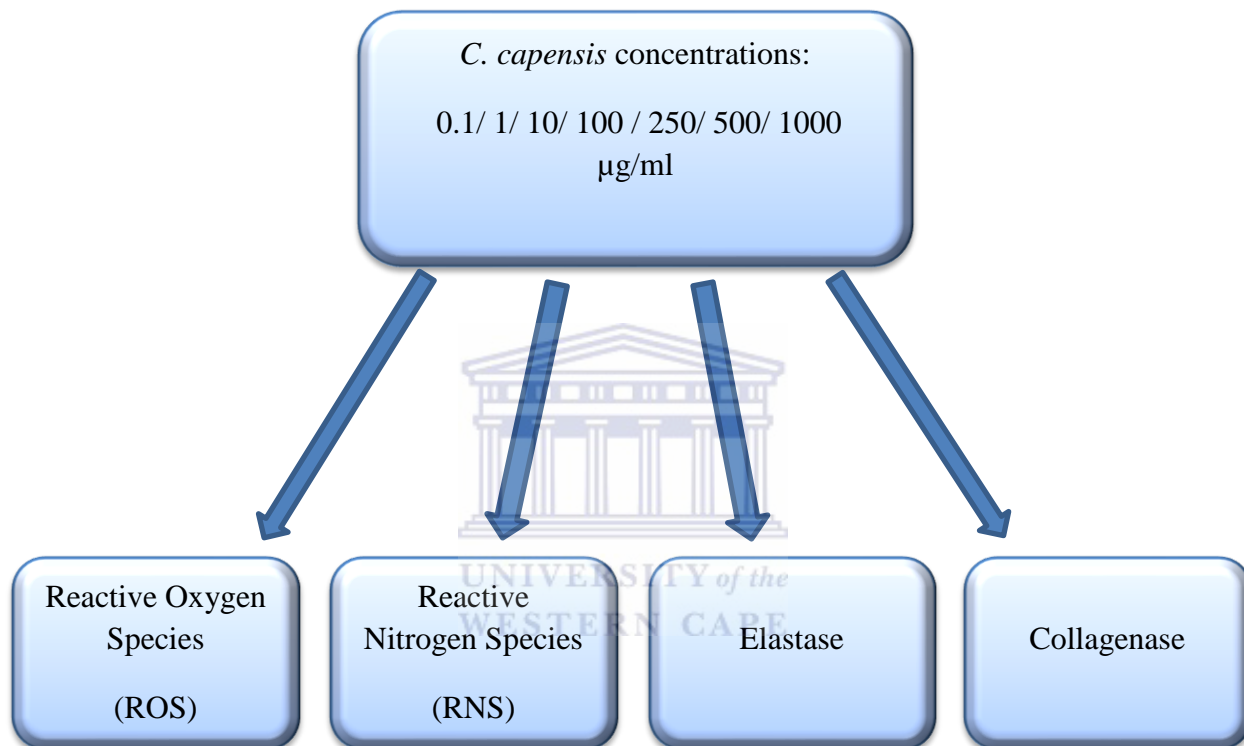 C. capensis concentrations:
0.1/ 1/ 10/ 100 / 250/ 500/ 1000
µg/ml
Reactive Oxygen
Species
(ROS)
Reactive
Nitrogen Species
(RNS)
Elastase
Collagenase
UNIVERSITY of the
WESTERN CAPE